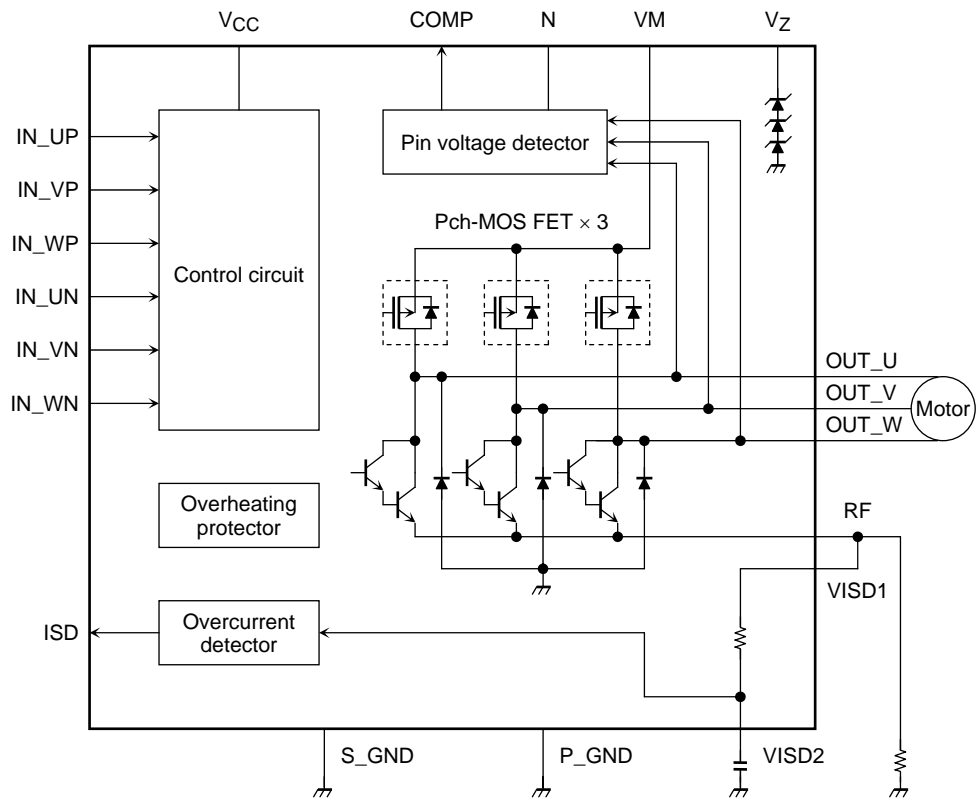 VCC
COMP
N
VM
VZ
IN_UP
IN_VP
IN_WP
IN_UN
IN_VN
IN_WN
Control circuit
Pin voltage detector
Pch-MOS FET × 3
OUT_U
OUT_V
OUT_W
Motor
Overheating
protector
RF
VISD1
ISD
Overcurrent
detector
S_GND
P_GND
VISD2